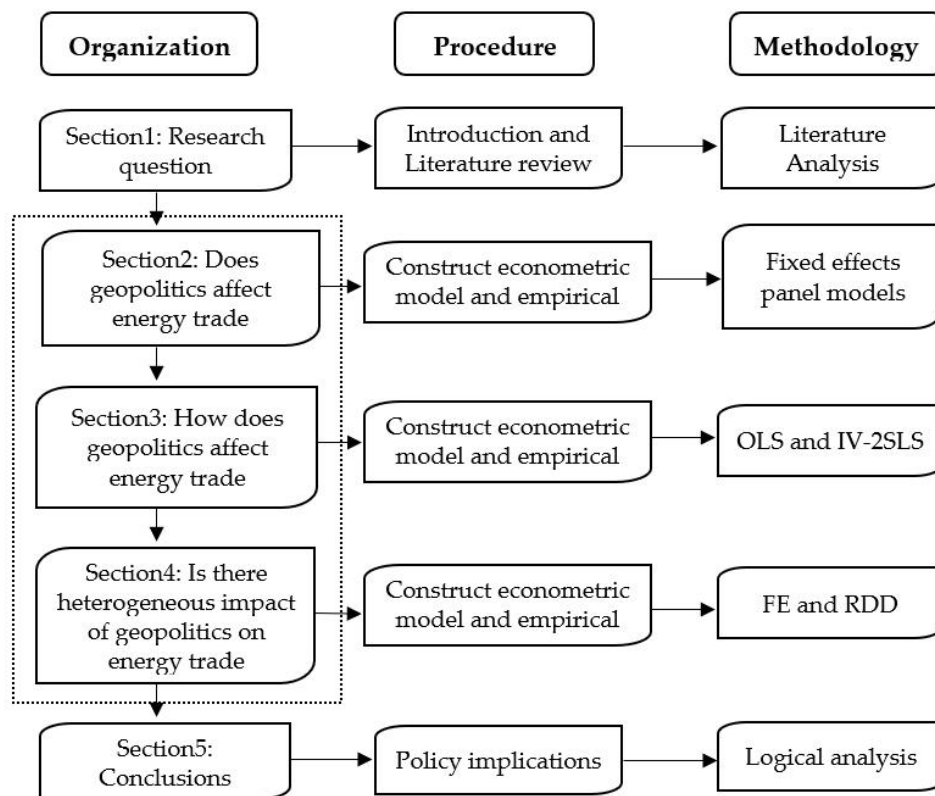 Organization
Procedure
Methodology
Section1: Research
question
Introduction and
Literature review
Literature
Analysis
Section2: Does
geopolitics affect
energy trade
Construct econometric
model and empirical
Fixed effects
panel models
Section3: How does
geopolitics affect
energy trade
Construct econometric
model and empirical
OLS and IV-2SLS
Section4: Is there
heterogeneous impact
of geopolitics on
energy trade
Construct econometric
model and empirical
FE and RDD
Section5:
Conclusions
Policy implications
Logical analysis